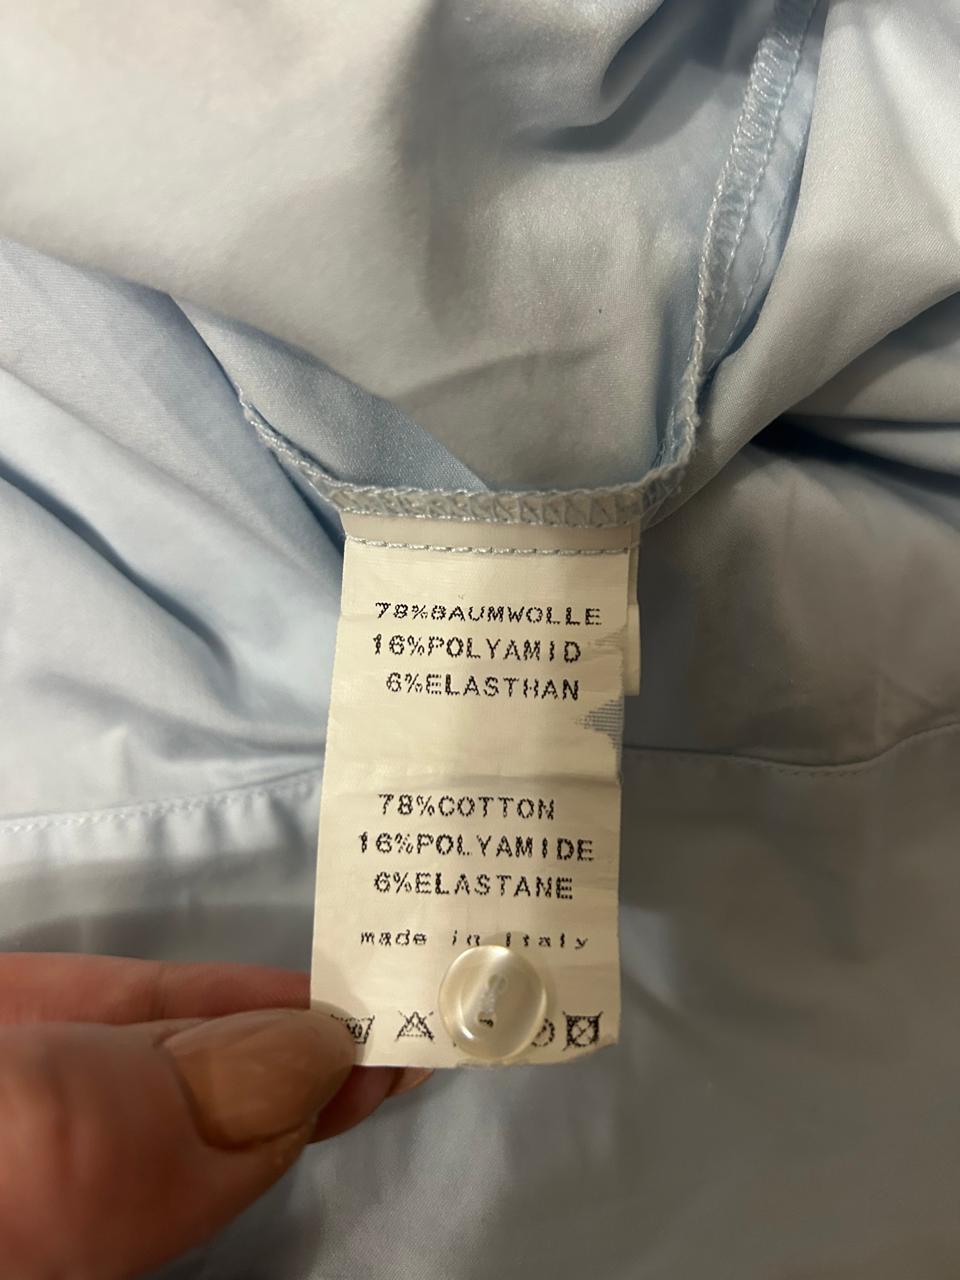 78%BAUMWOLLE
16%POLYAMID
6%ELASTHAN
78%COTTON
16%POLYAMIDE
6%ELASTANE
made in Italy